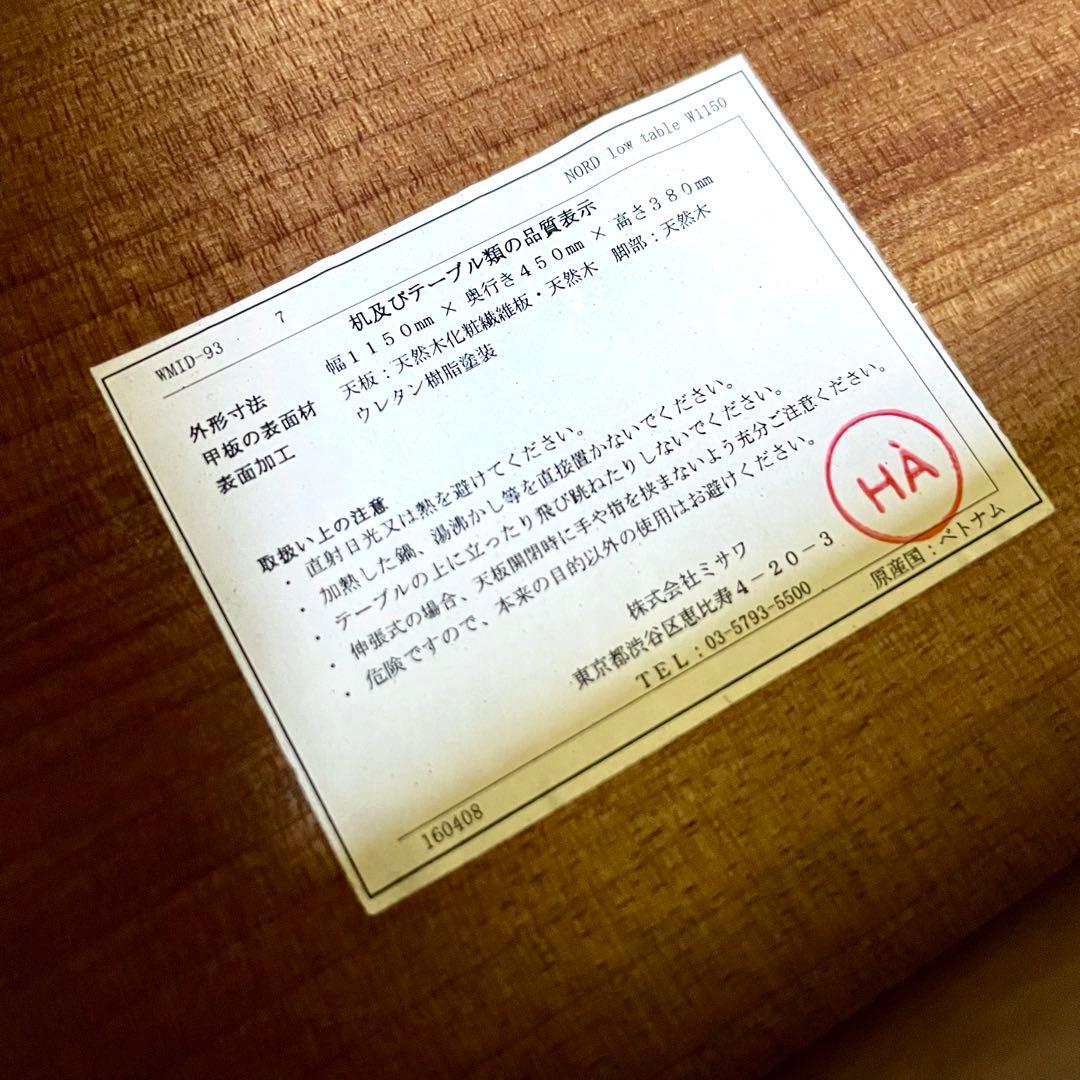 NORD low table W1150
WMID-93 7
机及びテーブル類の品質表示
外形寸法 幅1150mm × 奥行き450mm × 高さ380mm
甲板の表面材 天板:天然木化粧繊維板・天然木 脚部:天然木
表面加工 ウレタン樹脂塗装
取扱い上の注意
・ 直射日光又は熱を避けてください。
・ 加熱した鍋、湯沸かし等を直接置かないでください。
・ テーブルの上に立ったり飛び跳ねたりしないでください。
・ 伸張式の場合、天板開閉時に手や指を挟まないよう充分ご注意ください。
・ 危険ですので、本来の目的以外の使用はお避けください。
HÀ
株式会社ミサワ
東京都渋谷区恵比寿4-20-3
TEL:03-5793-5500
原産国:ベトナム
160408